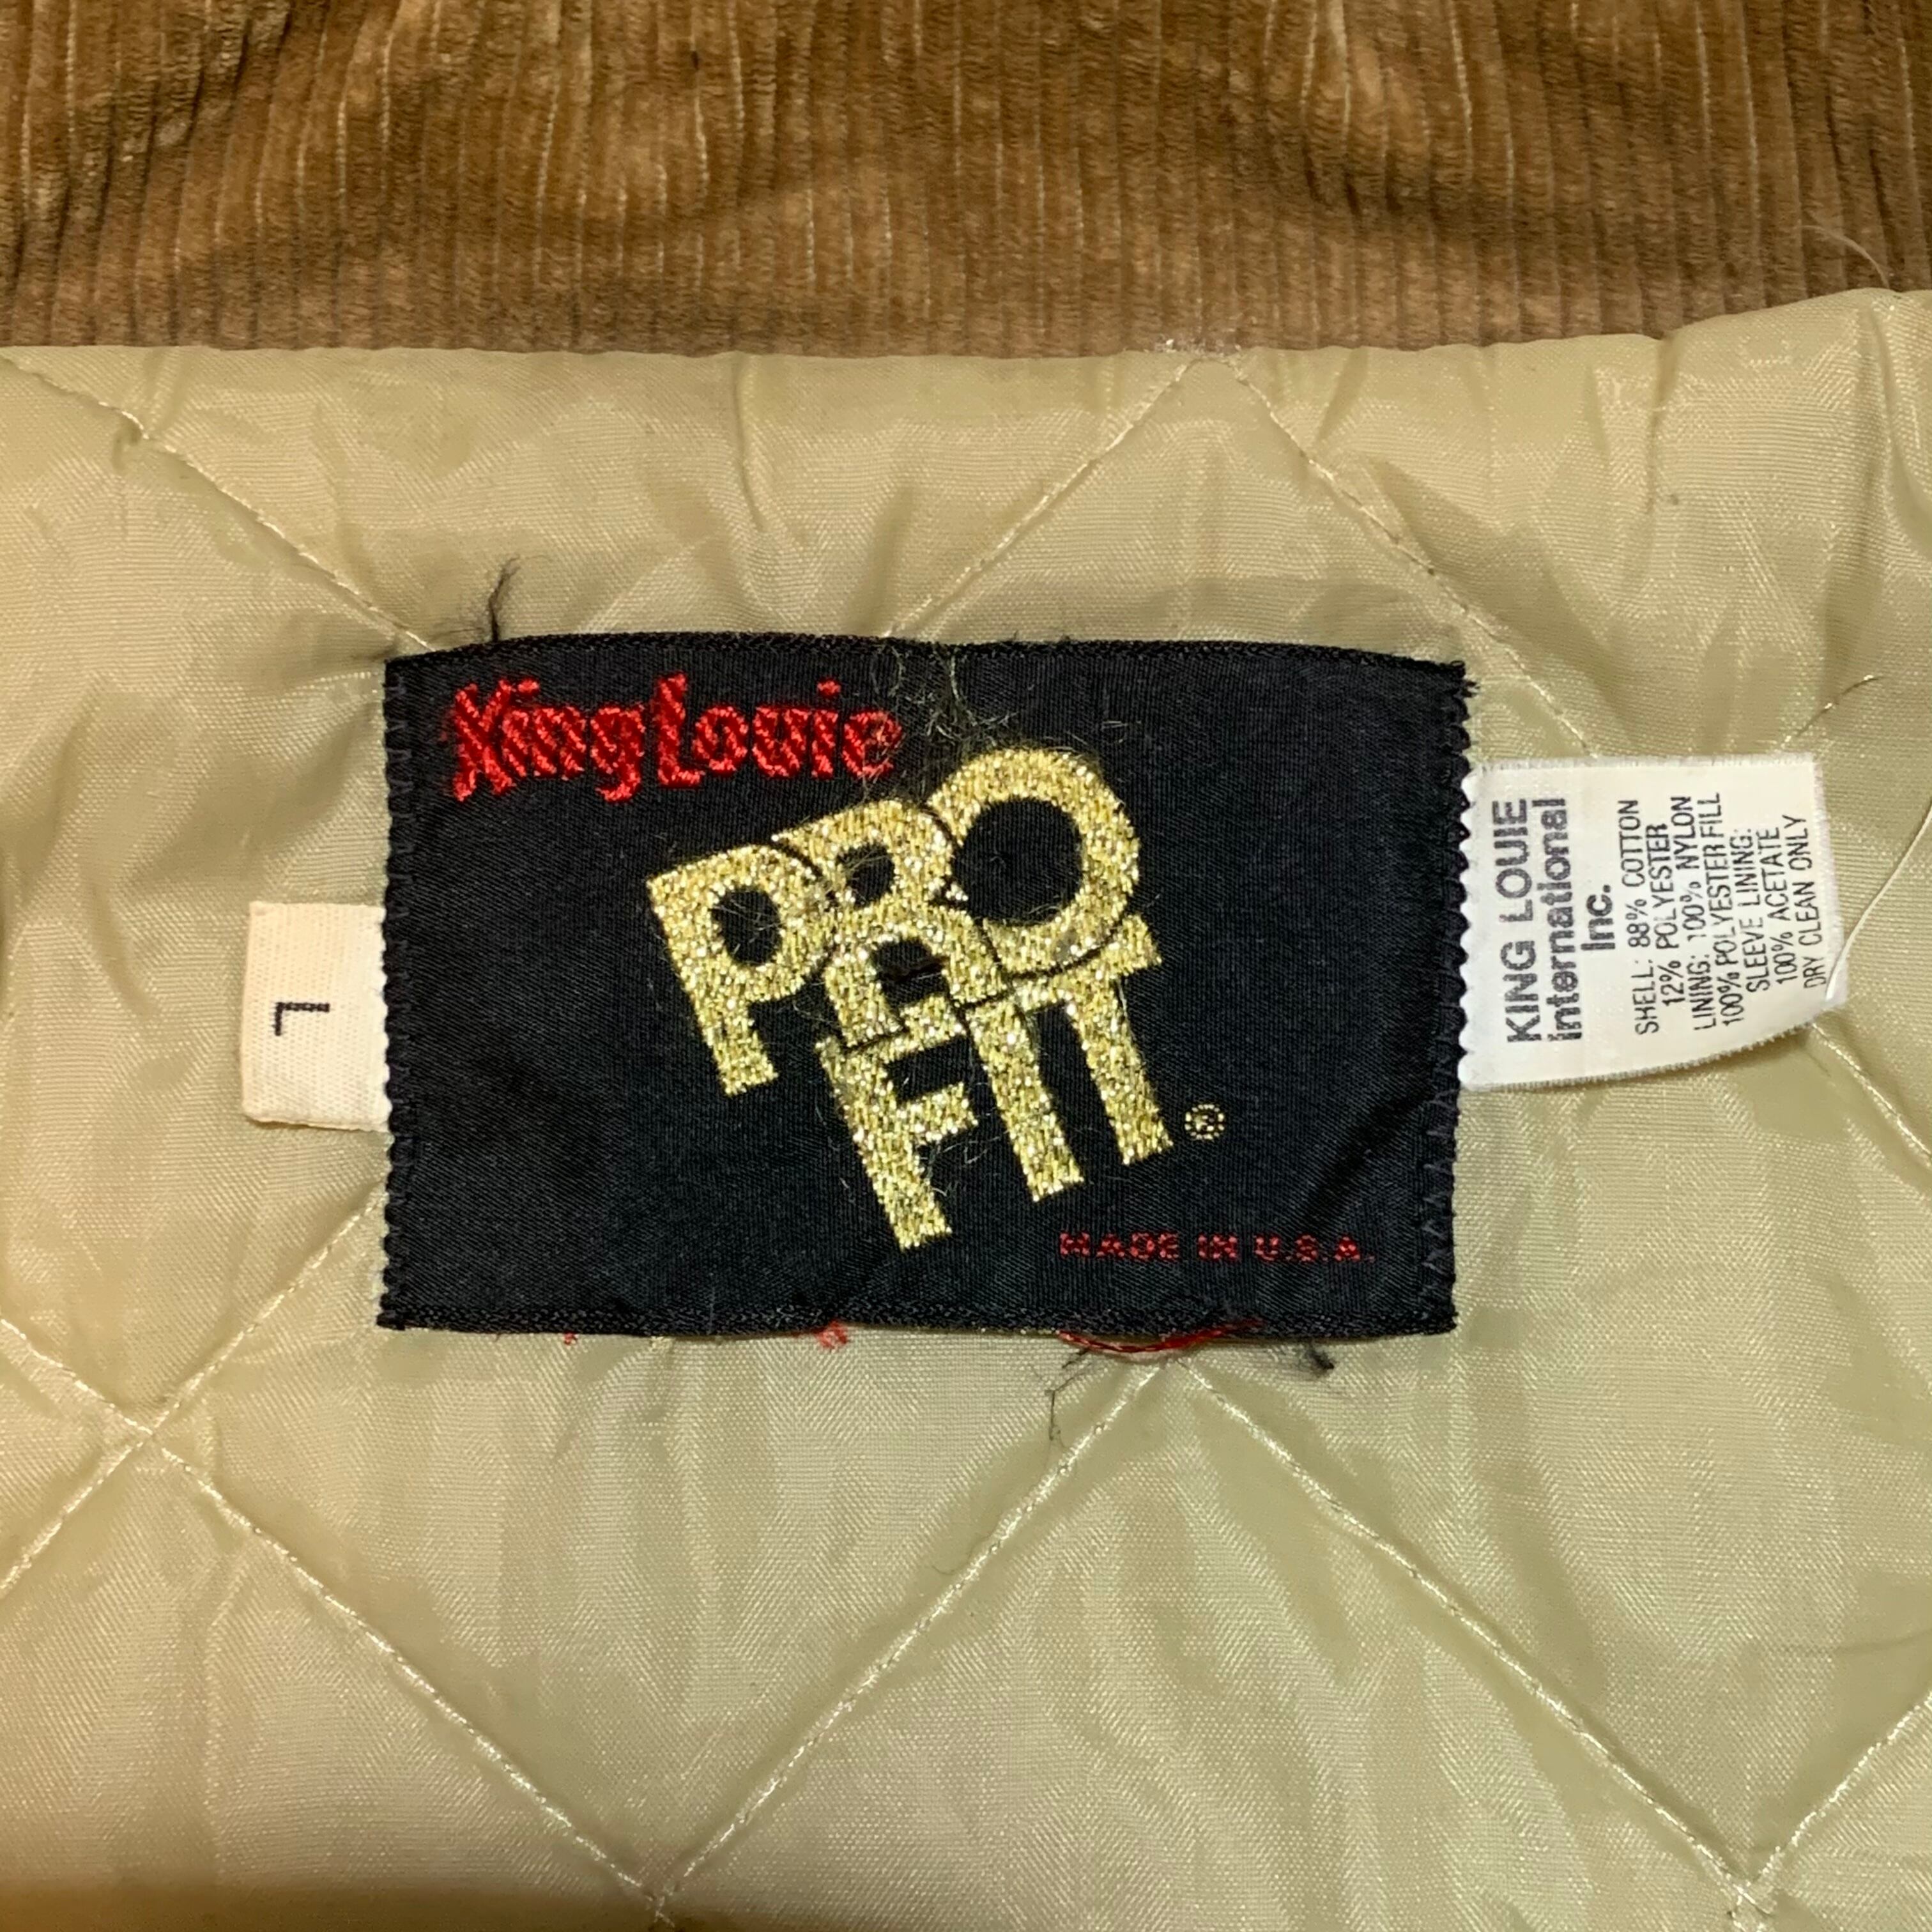 King Louie
PRO
FIT
®
MADE IN U.S.A.
L
KING LOUIE
International
Inc.
SHELL: 88% COTTON
12% POLYESTER
LINING: 100% NYLON
100% POLYESTER FILL
SLEEVE LINING:
100% ACETATE
DRY CLEAN ONLY